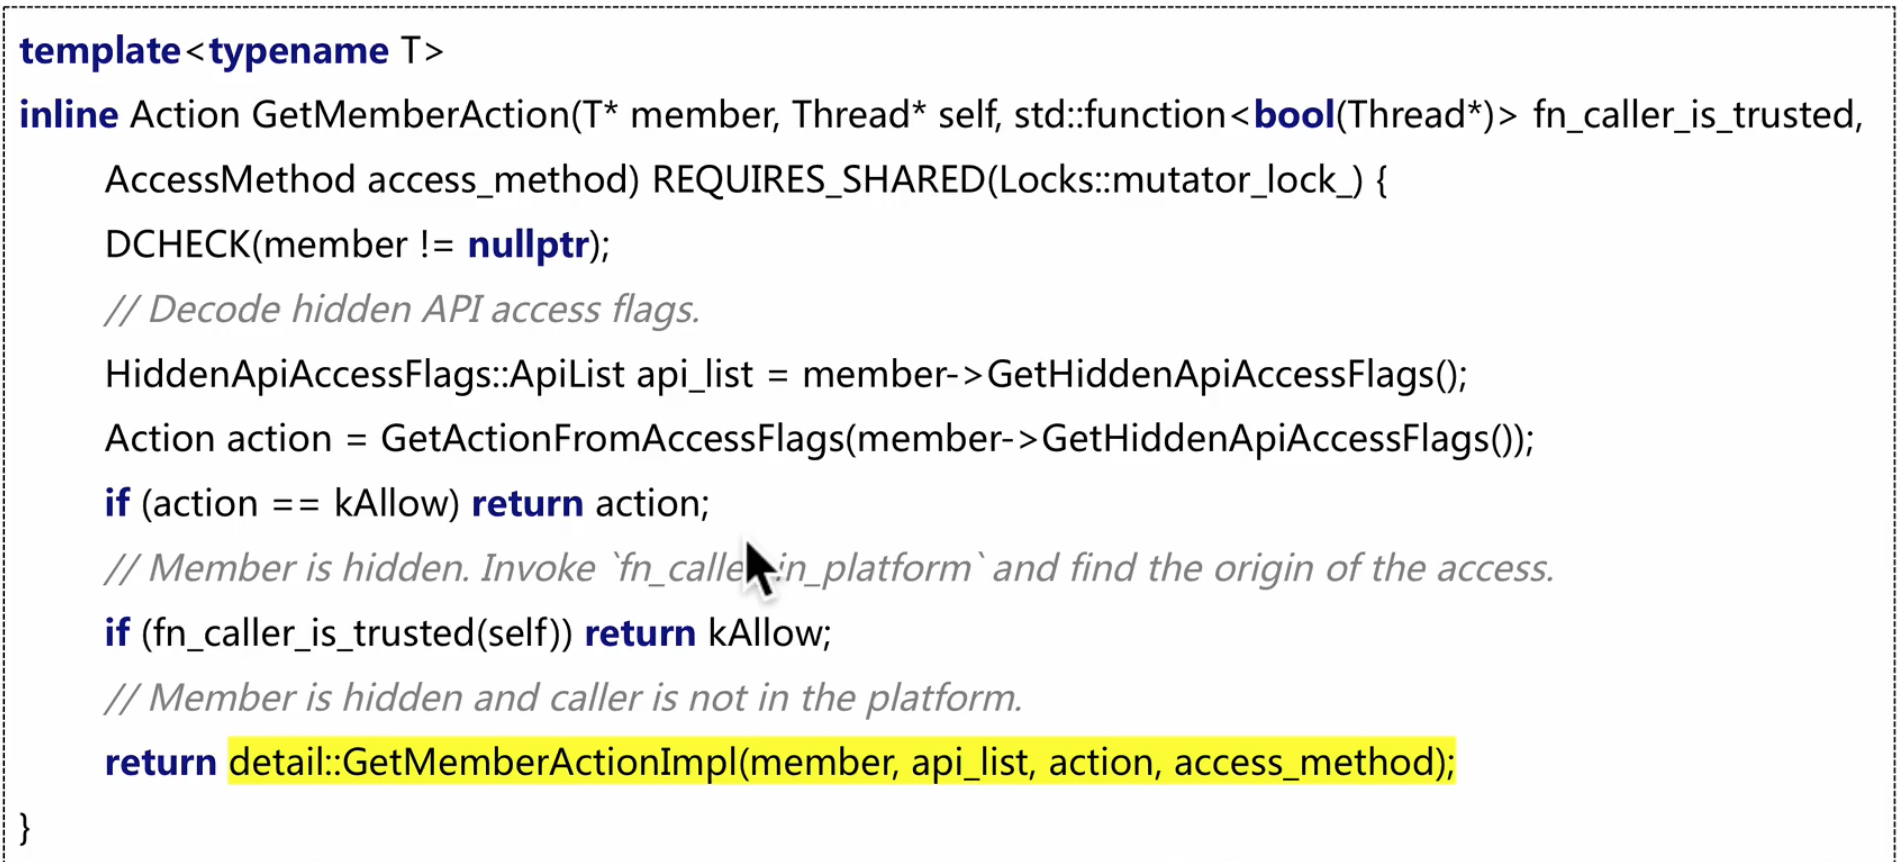 template<typename T>
inline Action GetMemberAction(T* member, Thread* self, std::function<bool(Thread*)> fn_caller_is_trusted,
AccessMethod access_method) REQUIRES_SHARED(Locks::mutator_lock_) {
DCHECK(member != nullptr);
// Decode hidden API access flags.
HiddenApiAccessFlags::ApiList api_list = member->GetHiddenApiAccessFlags();
Action action = GetActionFromAccessFlags(member->GetHiddenApiAccessFlags());
if (action == kAllow) return action;
// Member is hidden. Invoke `fn_caller_in_platform` and find the origin of the access.
if (fn_caller_is_trusted(self)) return kAllow;
// Member is hidden and caller is not in the platform.
return detail::GetMemberActionImpl(member, api_list, action, access_method);
}